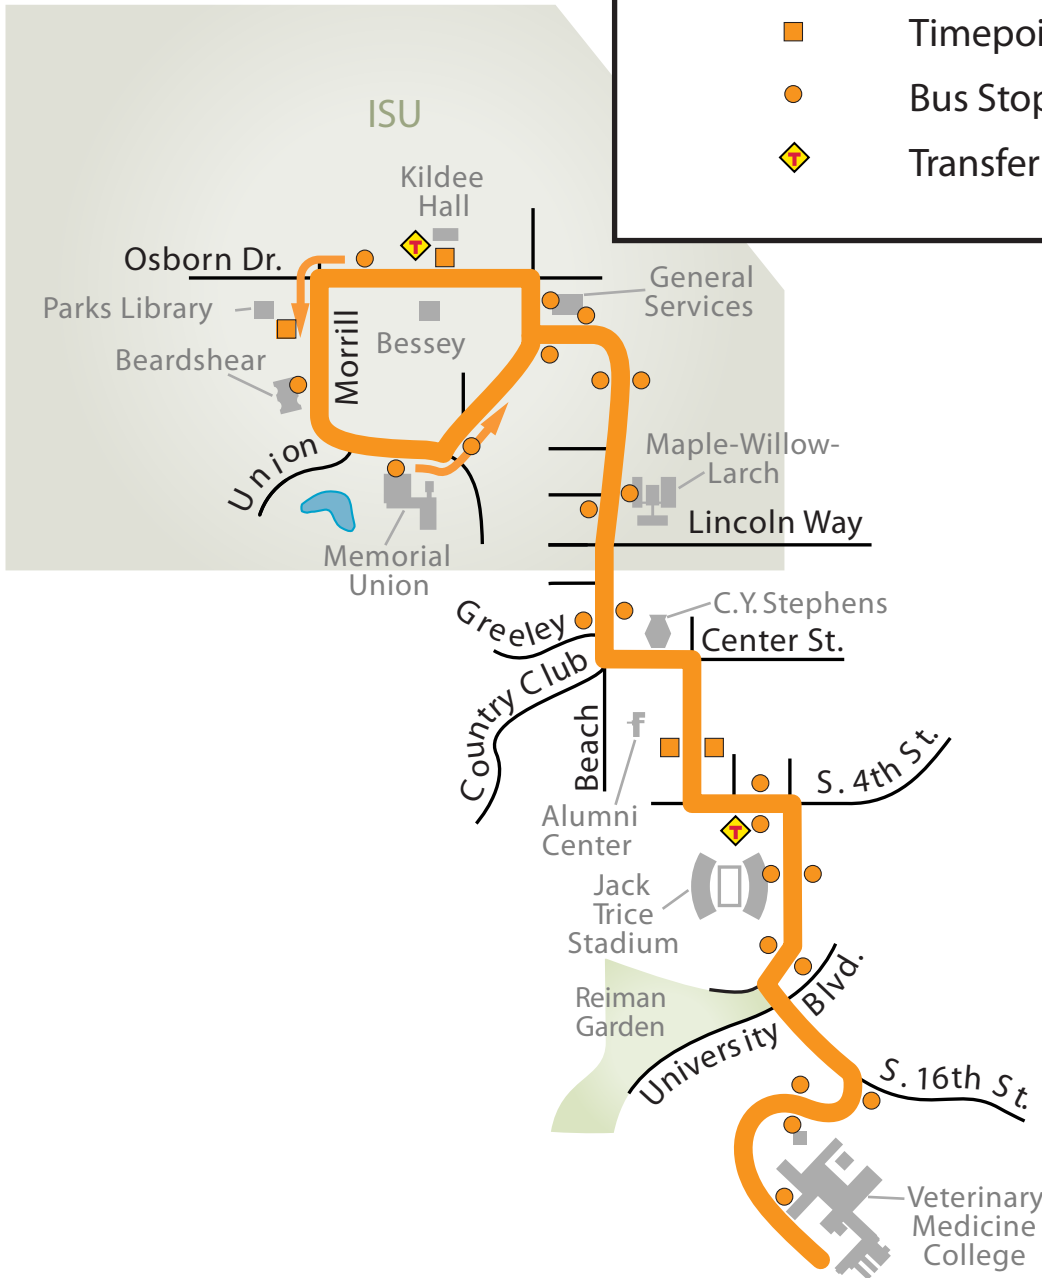 Timepoi
Bus Stop
Transfer
ISU
Kildee
Hall
Osborn Dr.
General
Services
Parks Library
Morrill
Bessey
Beardshear
Union
Maple-Willow-
Larch
Lincoln Way
Memorial
Union
C.Y. Stephens
Greeley
Center St.
Country Club
Beach
S. 4th St.
Alumni
Center
Jack
Trice
Stadium
Reiman
Garden
University Blvd.
S. 16th St.
Veterinary
Medicine
College
T
T
T
f